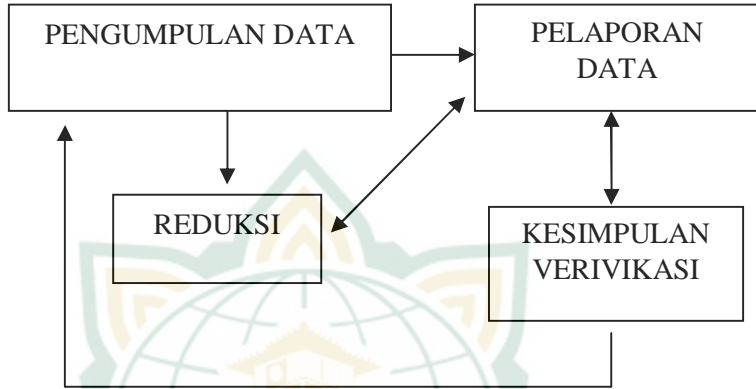 PENGUMPULAN DATA
PELAPORAN
DATA
REDUKSI
KESIMPULAN
VERIVIKASI